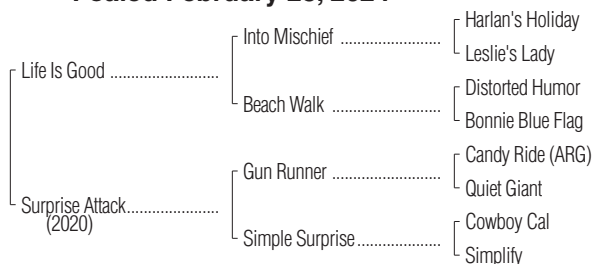 Foaled February 2024
Harlan's Holiday
Into Mischief ........................
Leslie's Lady
Life Is Good ..........................
Distorted Humor
Beach Walk ..........................
Bonnie Blue Flag
Candy Ride (ARG)
Gun Runner ..........................
Quiet Giant
Surprise Attack......................
(2020)
Cowboy Cal
Simple Surprise....................
Simplify